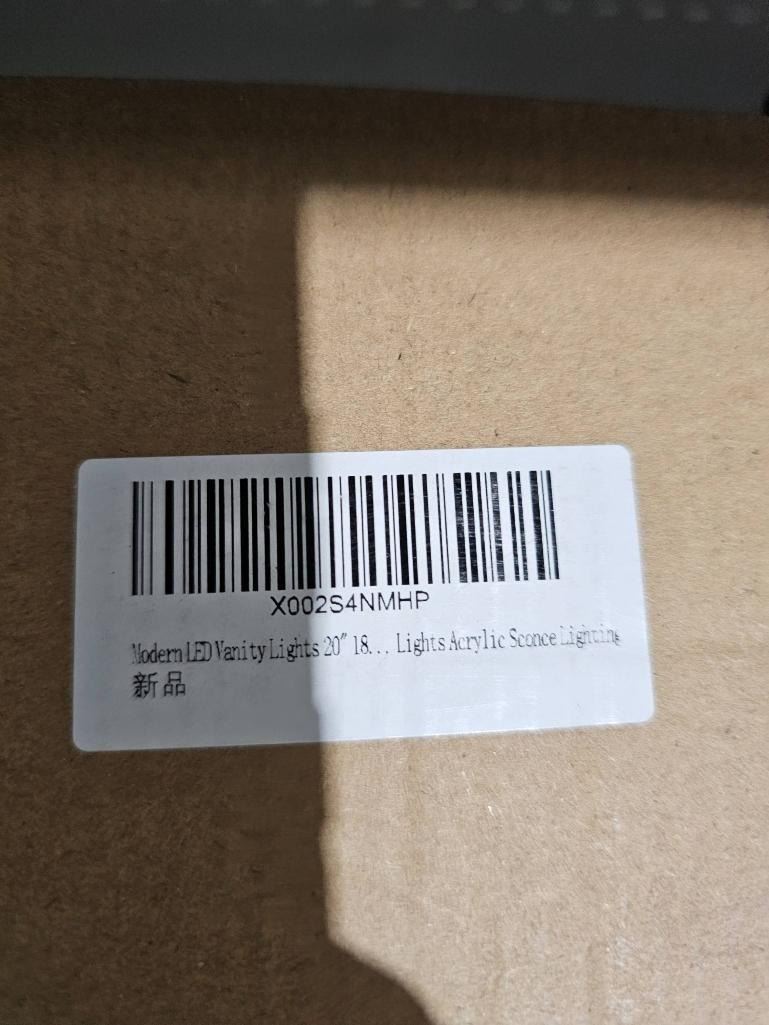 X002S4NMHP
Modern LED Vanity Lights 20" 18... Lights Acrylic Sconce Lighting
新品